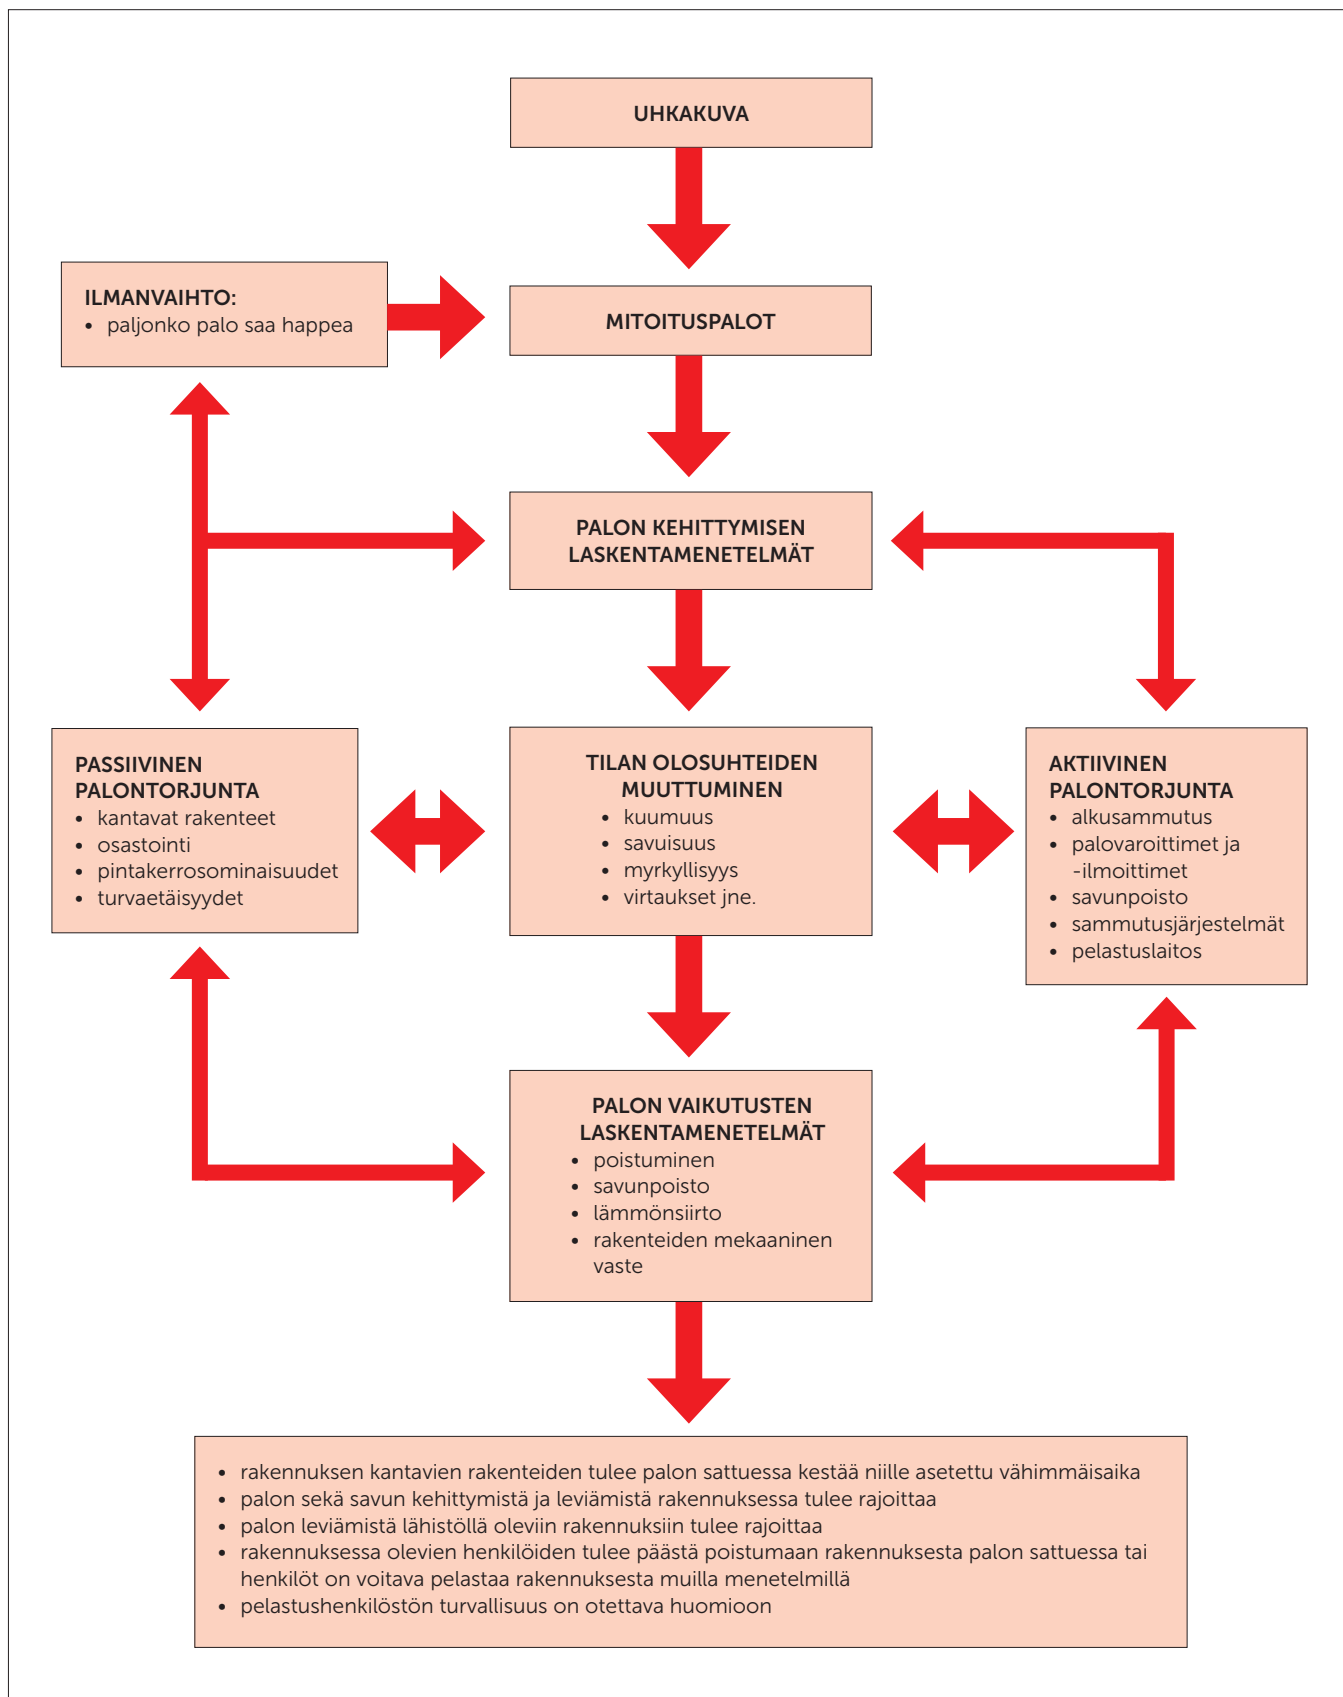 UHKAKUVA
ILMANVAIHTO:
• paljonko palo saa happea
MITOITUSPALOT
PALON KEHITTYMISEN
LASKENTAMENETELMÄT
PASSIIVINEN
PALONTORJUNTA
• kantavat rakenteet
• osastointi
• pintakerrosominaisuudet
• turvaetäisyydet
TILAN OLOSUHTEIDEN
MUUTTUMINEN
• kuumuus
• savuisuus
• myrkyllisyys
• virtaukset jne.
AKTIIVINEN
PALONTORJUNTA
• alkusammutus
• palovaroittimet ja
-ilmoittimet
• savunpoisto
• sammutusjärjestelmät
• pelastuslaitos
PALON VAIKUTUSTEN
LASKENTAMENETELMÄT
• poistuminen
• savunpoisto
• lämmönsiirto
• rakenteiden mekaaninen
vaste
• rakennuksen kantavien rakenteiden tulee palon sattuessa kestää niille asetettu vähimmäisaika
• palon sekä savun kehittymistä ja leviämistä rakennuksessa tulee rajoittaa
• palon leviämistä lähistöllä oleviin rakennuksiin tulee rajoittaa
• rakennuksessa olevien henkilöiden tulee päästä poistumaan rakennuksesta palon sattuessa tai
henkilöt on voitava pelastaa rakennuksesta muilla menetelmillä
• pelastushenkilöstön turvallisuus on otettava huomioon